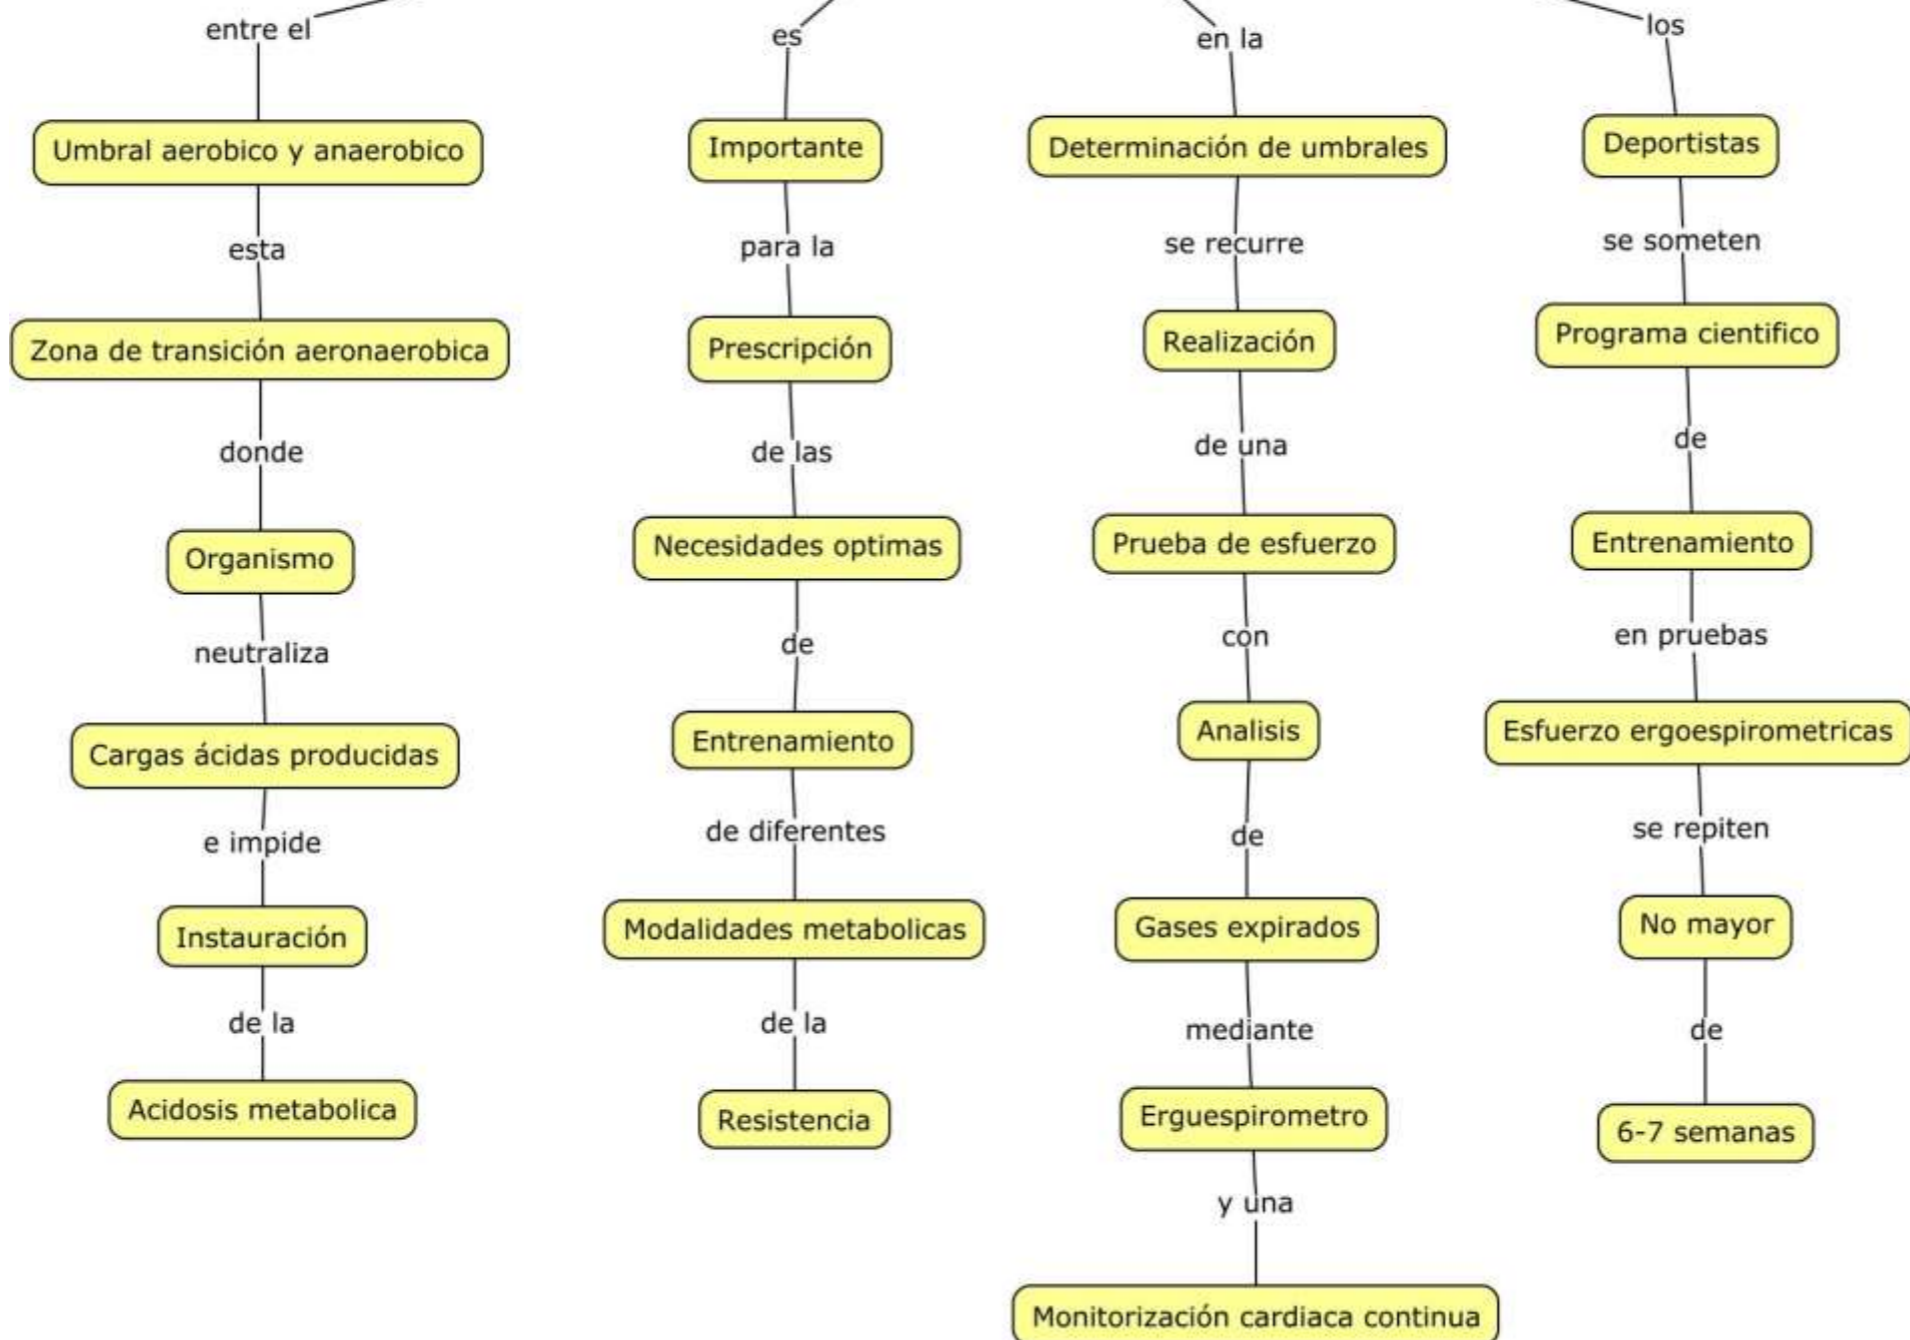 entre el
Umbral aerobico y anaerobico
esta
Zona de transición aeronaerobica
donde
Organismo
neutraliza
Cargas ácidas producidas
e impide
Instauración
de la
Acidosis metabolica
es
Importante
para la
Prescripción
de las
Necesidades optimas
de
Entrenamiento
de diferentes
Modalidades metabolicas
de la
Resistencia
en la
Determinación de umbrales
se recurre
Realización
de una
Prueba de esfuerzo
con
Analisis
de
Gases expirados
mediante
Erguespirometro
y una
Monitorización cardiaca continua
los
Deportistas
se someten
Programa cientifico
de
Entrenamiento
en pruebas
Esfuerzo ergoespirometricas
se repiten
No mayor
de
6-7 semanas